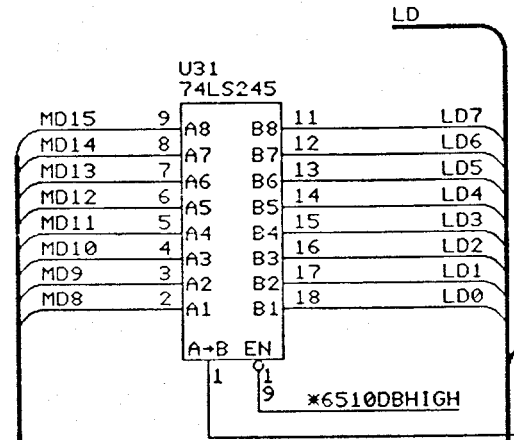 LD
U31
74LS245
MD15 9 A8 B8 11 LD7
MD14 8 A7 B7 12 LD6
MD13 7 A6 B6 13 LD5
MD12 6 A5 B5 14 LD4
MD11 5 A4 B4 15 LD3
MD10 4 A3 B3 16 LD2
MD9 3 A2 B2 17 LD1
MD8 2 A1 B1 18 LD0
A→B EN
1 19
*6510DBHIGH